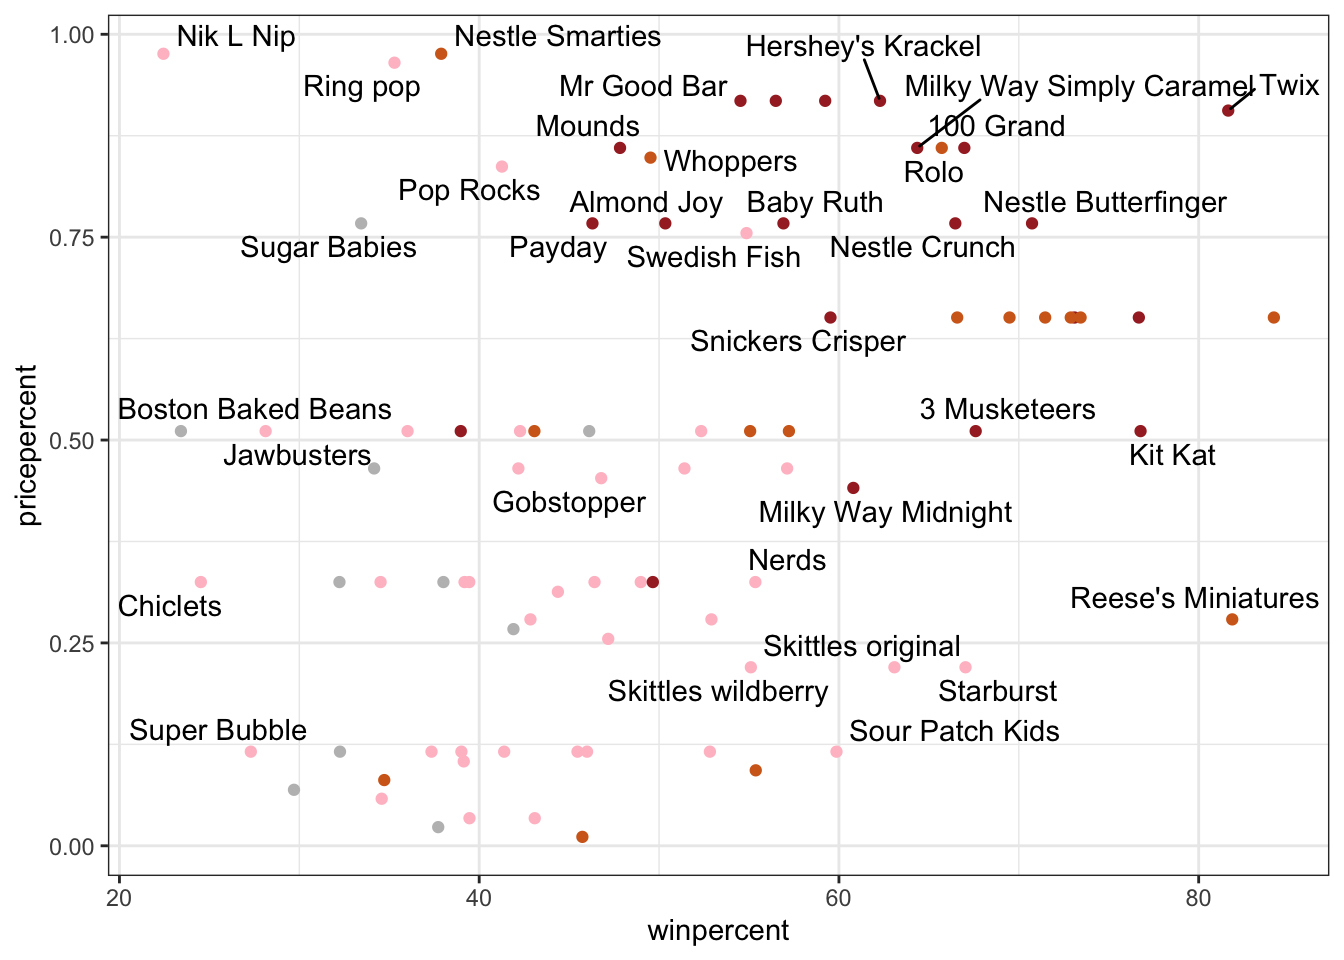 1.00
0.75
0.50
0.25
0.00
pricepercent
Nik L Nip
Nestle Smarties
Hershey's Krackel
Ring pop
Mr Good Bar
Milky Way Simply Caramel
Twix
Mounds
100 Grand
Whoppers
Rolo
Pop Rocks
Almond Joy
Baby Ruth
Nestle Butterfinger
Sugar Babies
Payday
Swedish Fish
Nestle Crunch
Snickers Crisper
Boston Baked Beans
3 Musketeers
Jawbusters
Kit Kat
Gobstopper
Milky Way Midnight
Nerds
Chiclets
Reese's Miniatures
Skittles original
Skittles wildberry
Starburst
Super Bubble
Sour Patch Kids
20
40
60
80
winpercent